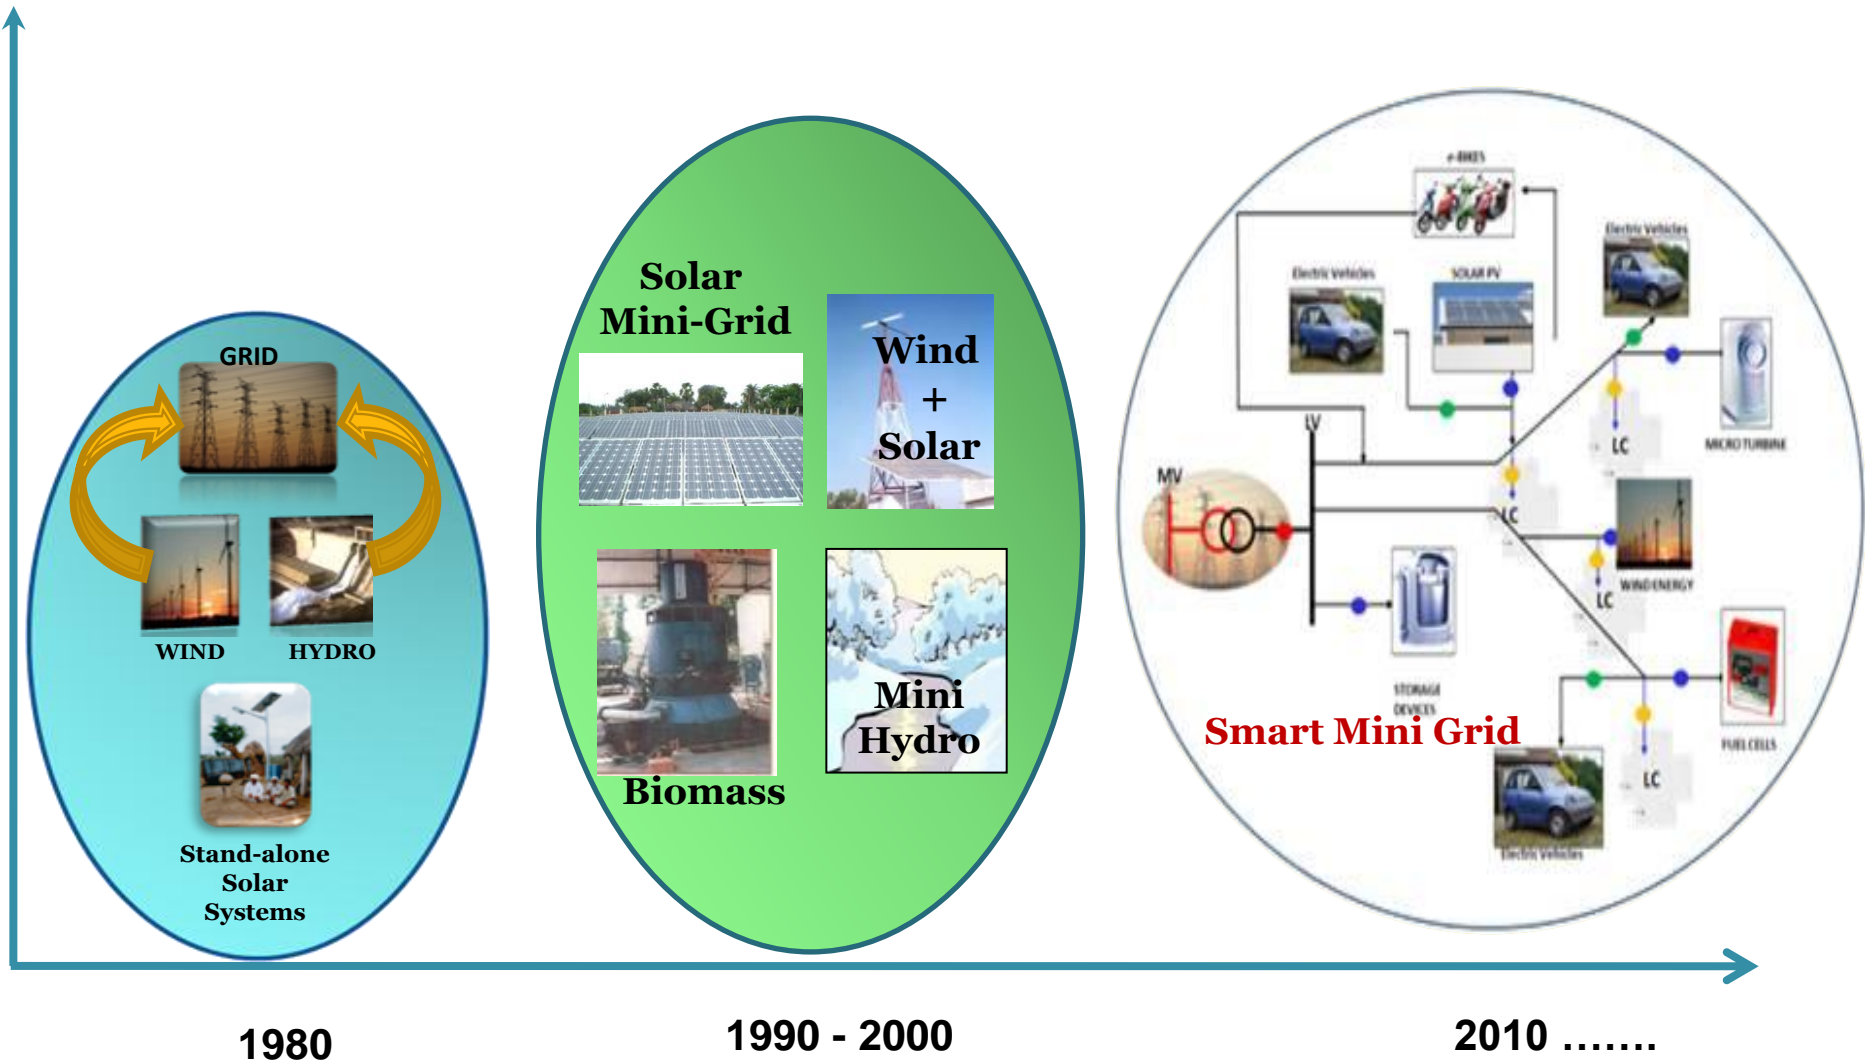 GRID
WIND
HYDRO
Stand-alone
Solar
Systems
1980
Solar
Mini-Grid
Wind
+
Solar
Biomass
Mini
Hydro
1990 - 2000
e-BIKES
Electric Vehicles
SOLAR PV
Electric Vehicles
MICRO TURBINE
LV
MV
LC
LC
WIND ENERGY
LC
STORAGE
DEVICES
Smart Mini Grid
FUEL CELLS
LC
Electric Vehicles
2010 .......